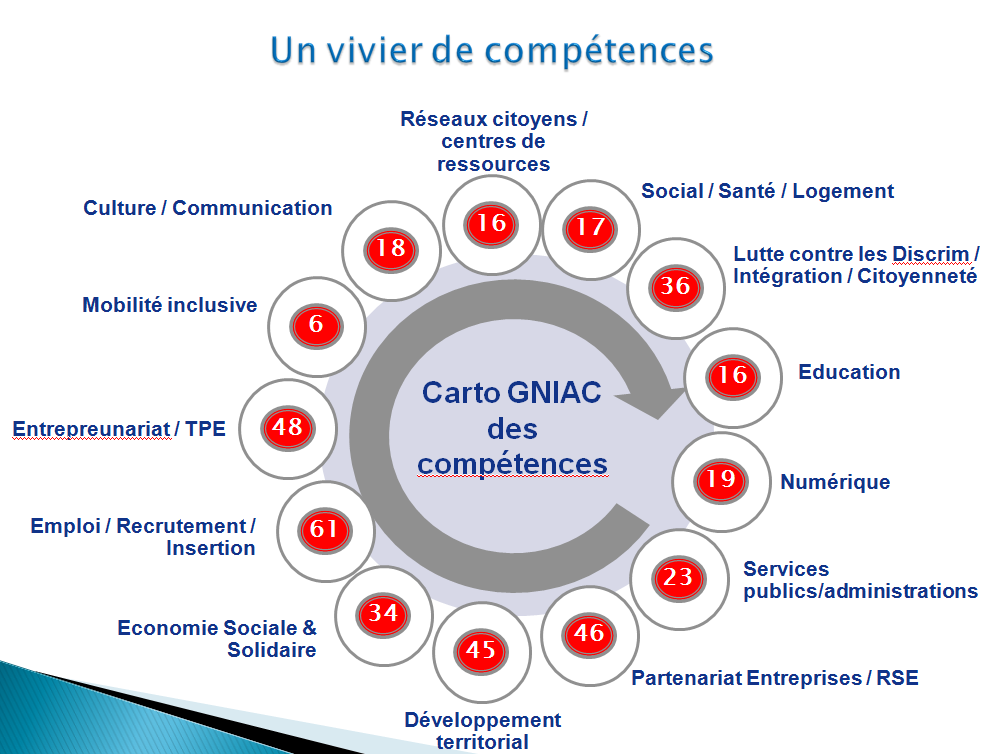 Un vivier de compétences
Réseaux citoyens /
centres de
ressources
16
Social / Santé / Logement
17
Lutte contre les Discrim /
Intégration / Citoyenneté
36
Education
16
Numérique
19
Services
publics/administrations
23
Partenariat Entreprises / RSE
46
Développement
territorial
45
Economie Sociale &
Solidaire
34
Emploi / Recrutement /
Insertion
61
Entrepreunariat / TPE
48
Mobilité inclusive
6
Culture / Communication
18
Carto GNIAC
des
compétences